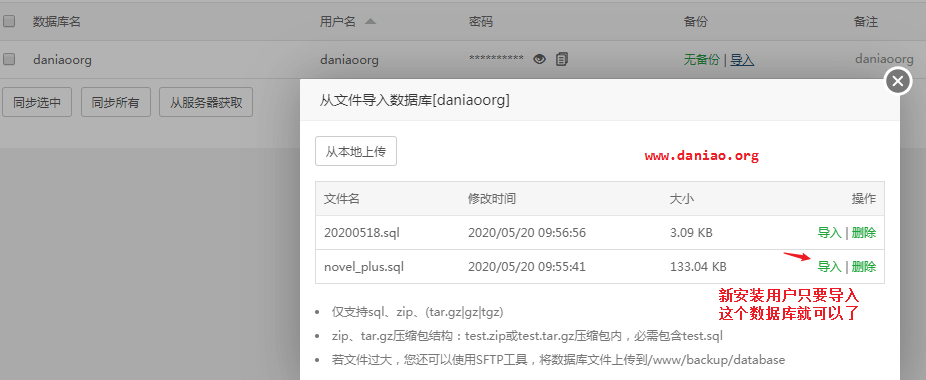 数据库名 用户名 密码 备份 备注
daniaoorg daniaoorg ********** 无备份 | 导入 daniaoorg
同步选中 同步所有 从服务器获取
从文件导入数据库[daniaoorg]
从本地上传
www.daniao.org
文件名 修改时间 大小 操作
20200518.sql 2020/05/20 09:56:56 3.09 KB 导入 | 删除
novel_plus.sql 2020/05/20 09:55:41 133.04 KB 导入 | 删除
新安装用户只要导入
这个数据库就可以了
仅支持sql、zip、(tar.gz|gz|tgz)
zip、tar.gz压缩包结构：test.zip或test.tar.gz压缩包内，必需包含test.sql
若文件过大，您还可以使用SFTP工具，将数据库文件上传到/www/backup/database